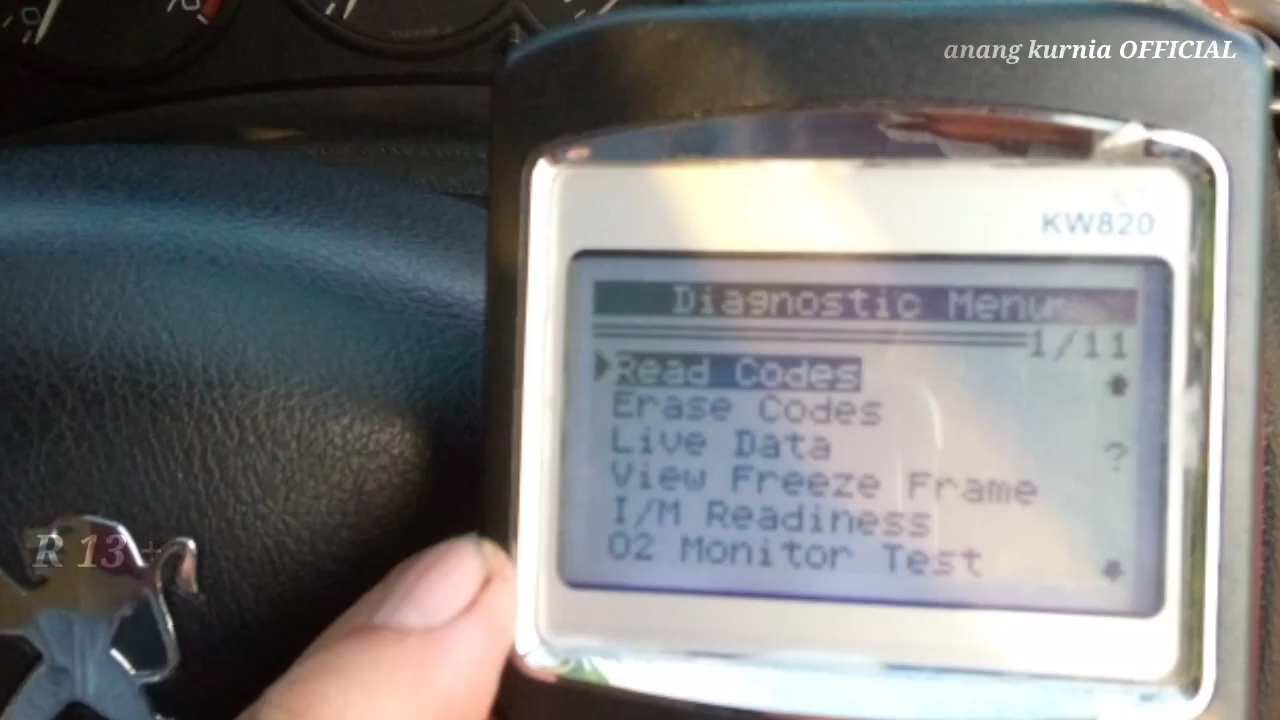 anang kurnia OFFICIAL
KW820
Diagnostic Menu
1/11
Read Codes
Erase Codes
Live Data
?
View Freeze Frame
I/M Readiness
O2 Monitor Test
R 13 +